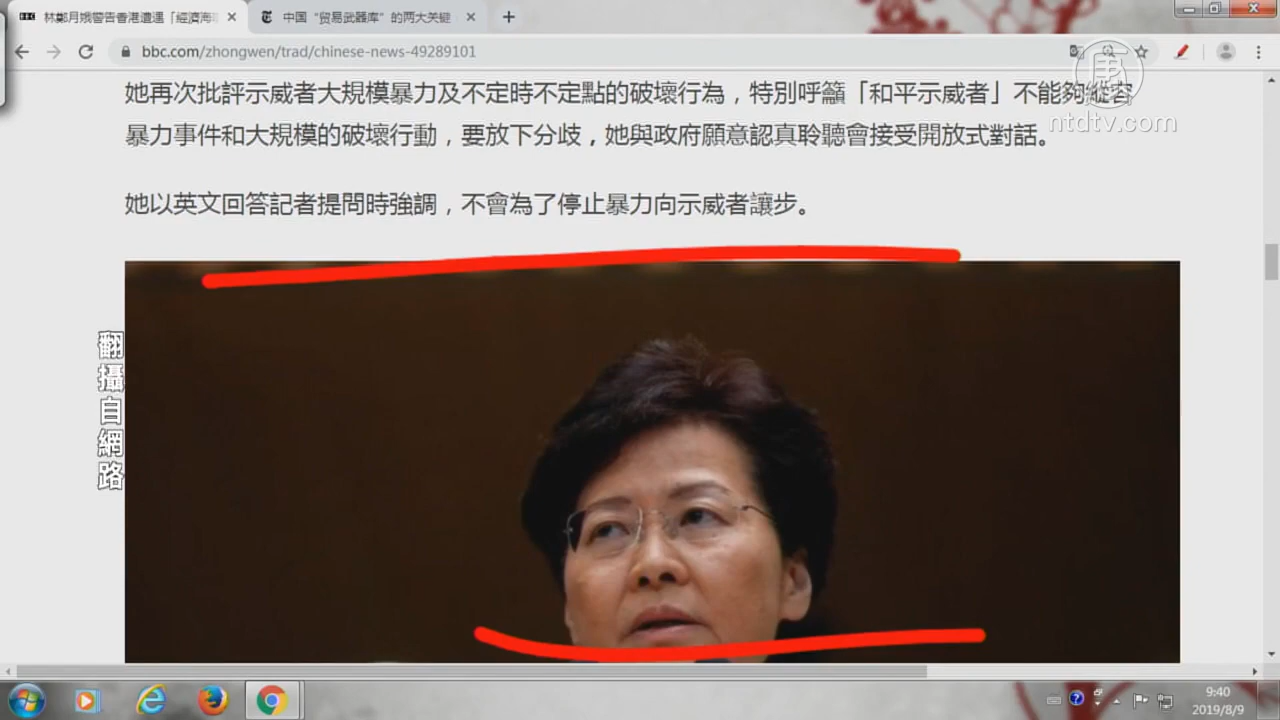 林鄭月娥警告香港遭遇「經濟海
中国“贸易武器库”的两大关键
bbc.com/zhongwen/trad/chinese-news-49289101
她再次批評示威者大規模暴力及不定時不定點的破壞行為，特別呼籲「和平示威者」不能夠縱容
暴力事件和大規模的破壞行動，要放下分歧，她與政府願意認真聆聽會接受開放式對話。
ntdtv.com
她以英文回答記者提問時強調，不會為了停止暴力向示威者讓步。
翻攝自網路
9:40
2019/8/9